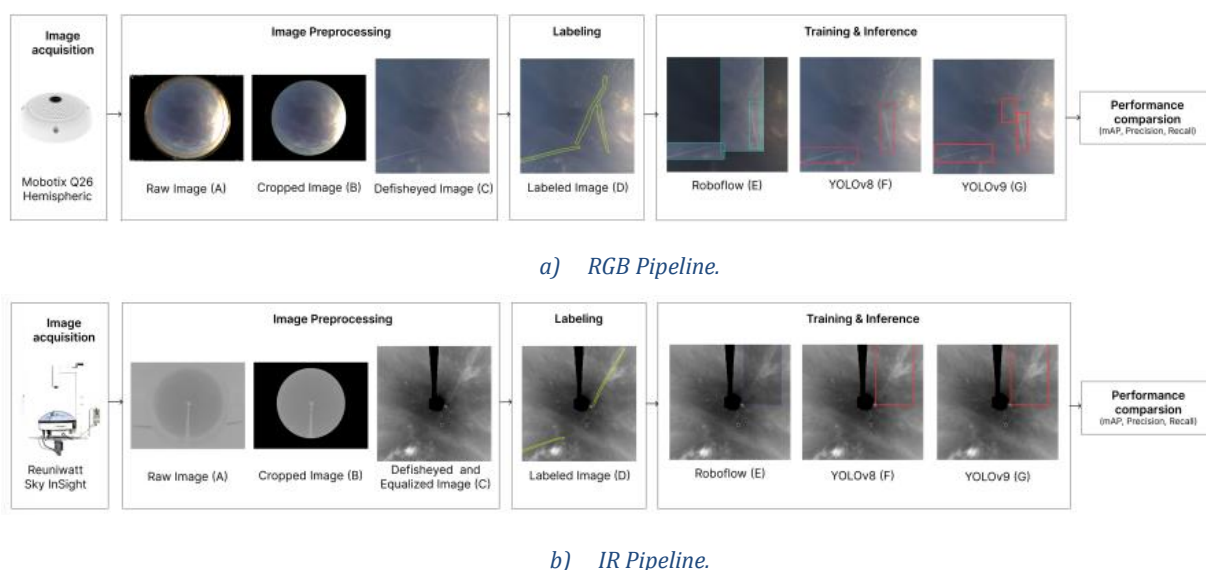 Image
acquisition
Image Preprocessing
Labeling
Training & Inference
Mobotix Q26
Hemispheric
Raw Image (A)
Cropped Image (B)
Defisheyed Image (C)
Labeled Image (D)
Roboflow (E)
YOLOv8 (F)
YOLOv9 (G)
Performance
comparsion
(mAP, Precision, Recall)
a) RGB Pipeline.
Image
acquisition
Image Preprocessing
Labeling
Training & Inference
Reuniwatt
Sky InSight
Raw Image (A)
Cropped Image (B)
Defisheyed and
Equalized Image (C)
Labeled Image (D)
Roboflow (E)
YOLOv8 (F)
YOLOv9 (G)
Performance
comparsion
(mAP, Precision, Recall)
b) IR Pipeline.